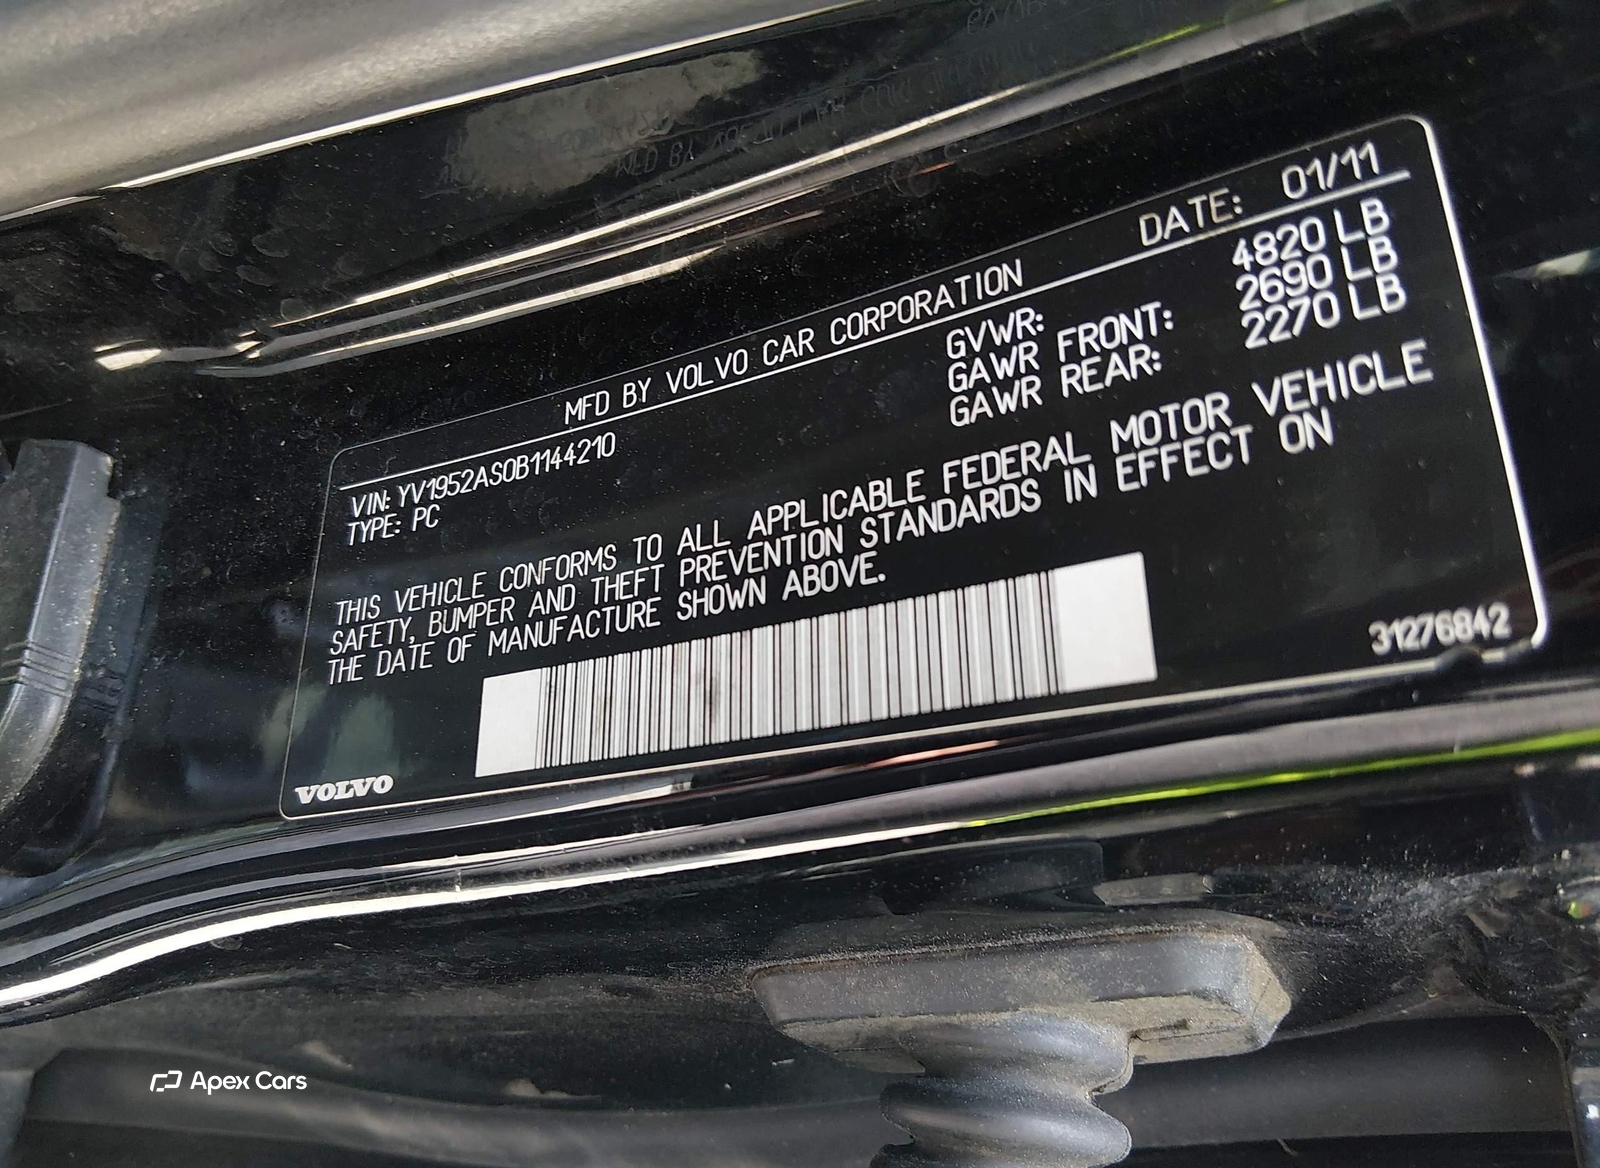 MFD BY VOLVO CAR CORPORATION DATE: 01/11
VIN: YV1952AS0B1144210
TYPE: PC
GVWR: 4820 LB
GAWR FRONT: 2690 LB
GAWR REAR: 2270 LB
THIS VEHICLE CONFORMS TO ALL APPLICABLE FEDERAL MOTOR VEHICLE
SAFETY, BUMPER AND THEFT PREVENTION STANDARDS IN EFFECT ON
THE DATE OF MANUFACTURE SHOWN ABOVE.
31276842
VOLVO
Apex Cars